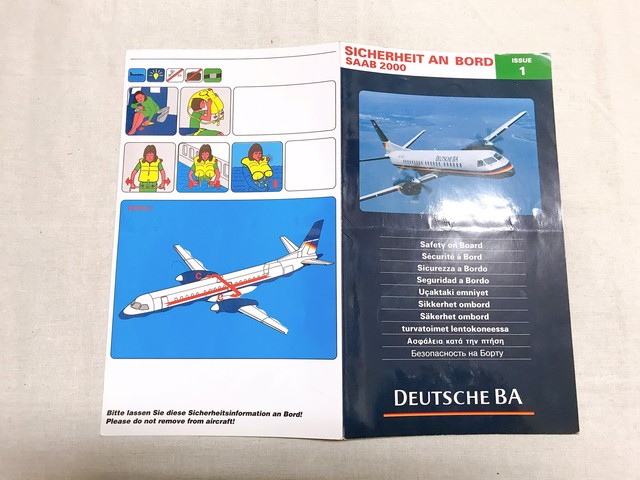 SICHERHEIT AN BORD
SAAB 2000
ISSUE
1
DEUTSCHE BA
Safety on Board
Sécurité à Bord
Sicurezza a Bordo
Seguridad a Bordo
Uçaktaki emniyet
Sikkerhet ombord
Säkerhet ombord
turvatoimet lentokoneessa
Ασφάλεια κατά την πτήση
Безопасность на Борту
DEUTSCHE BA
Bitte lassen Sie diese Sicherheitsinformation an Bord!
Please do not remove from aircraft!